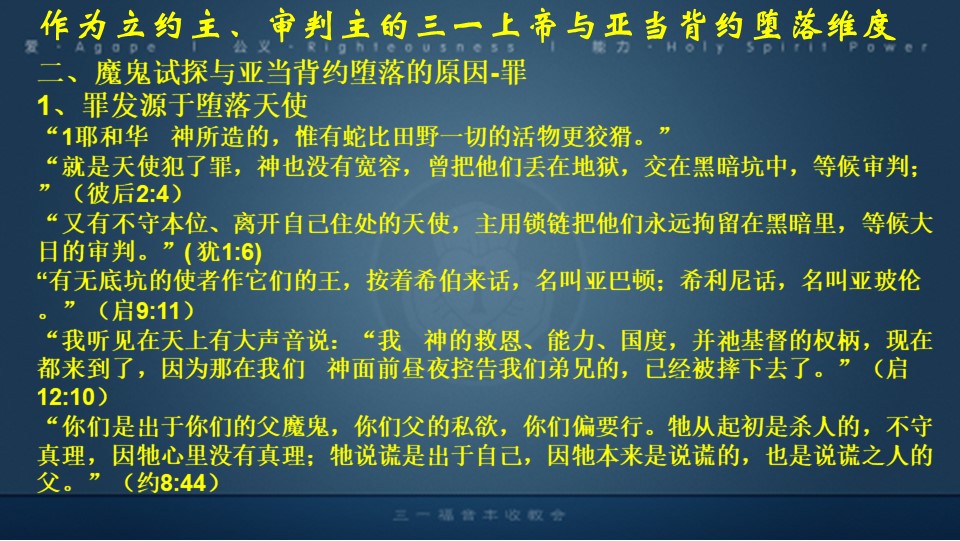 作为立约主、审判主的三一上帝与亚当背约堕落维度
爱 - Agape | 公义 - Righteousness | 能力 - Holy Spirit Power
二、魔鬼试探与亚当背约堕落的原因-罪
1、罪发源于堕落天使
“1耶和华　神所造的，惟有蛇比田野一切的活物更狡猾。”
“就是天使犯了罪，神也没有宽容，曾把他们丢在地狱，交在黑暗坑中，等候审判；
”（彼后2:4）
“又有不守本位、离开自己住处的天使，主用锁链把他们永远拘留在黑暗里，等候大
日的审判。”( 犹1:6)
“有无底坑的使者作它们的王，按着希伯来话，名叫亚巴顿；希利尼话，名叫亚玻伦
。”（启9:11）
“我听见在天上有大声音说：“我　神的救恩、能力、国度，并祂基督的权柄，现在
都来到了，因为那在我们　神面前昼夜控告我们弟兄的，已经被摔下去了。”（启
12:10）
“你们是出于你们的父魔鬼，你们父的私欲，你们偏要行。牠从起初是杀人的，不守
真理，因牠心里没有真理；牠说谎是出于自己，因牠本来是说谎的，也是说谎之人的
父。”（约8:44）
三一福音丰收教会